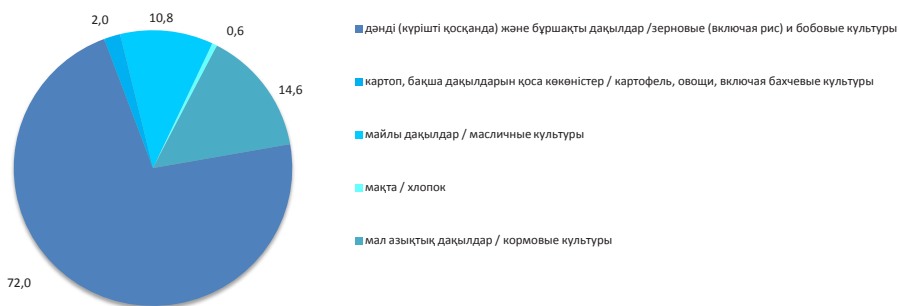 2,0
10,8
0,6
14,6
72,0
дәнді (күрішті қосқанда) және бұршақты дақылдар /зерновые (включая рис) и бобовые культуры
картоп, бақша дақылдарын қоса көкөністер / картофель, овощи, включая бахчевые культуры
майлы дақылдар / масличные культуры
мақта / хлопок
мал азықтық дақылдар / кормовые культуры